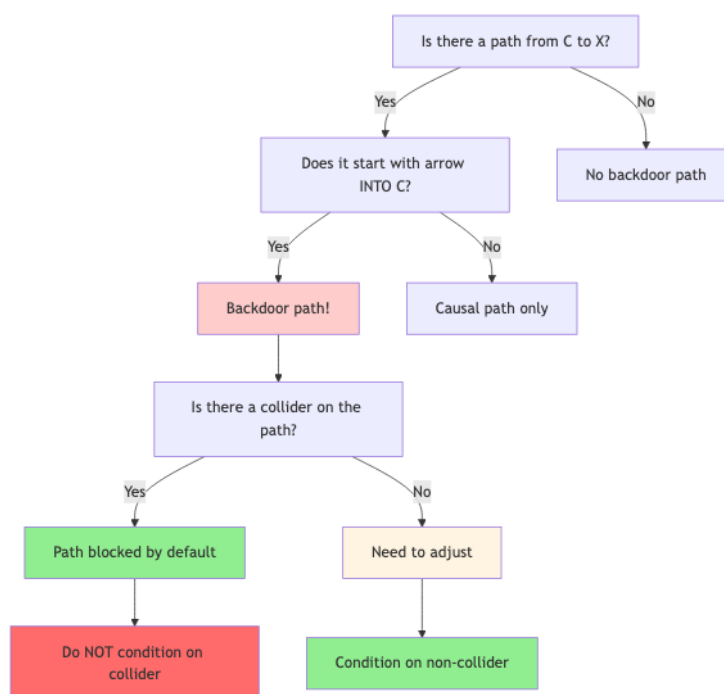 Is there a path from C to X?
Yes
No
Does it start with arrow
INTO C?
No backdoor path
Yes
No
Backdoor path!
Causal path only
Is there a collider on the
path?
Yes
No
Path blocked by default
Need to adjust
Do NOT condition on
collider
Condition on non-collider